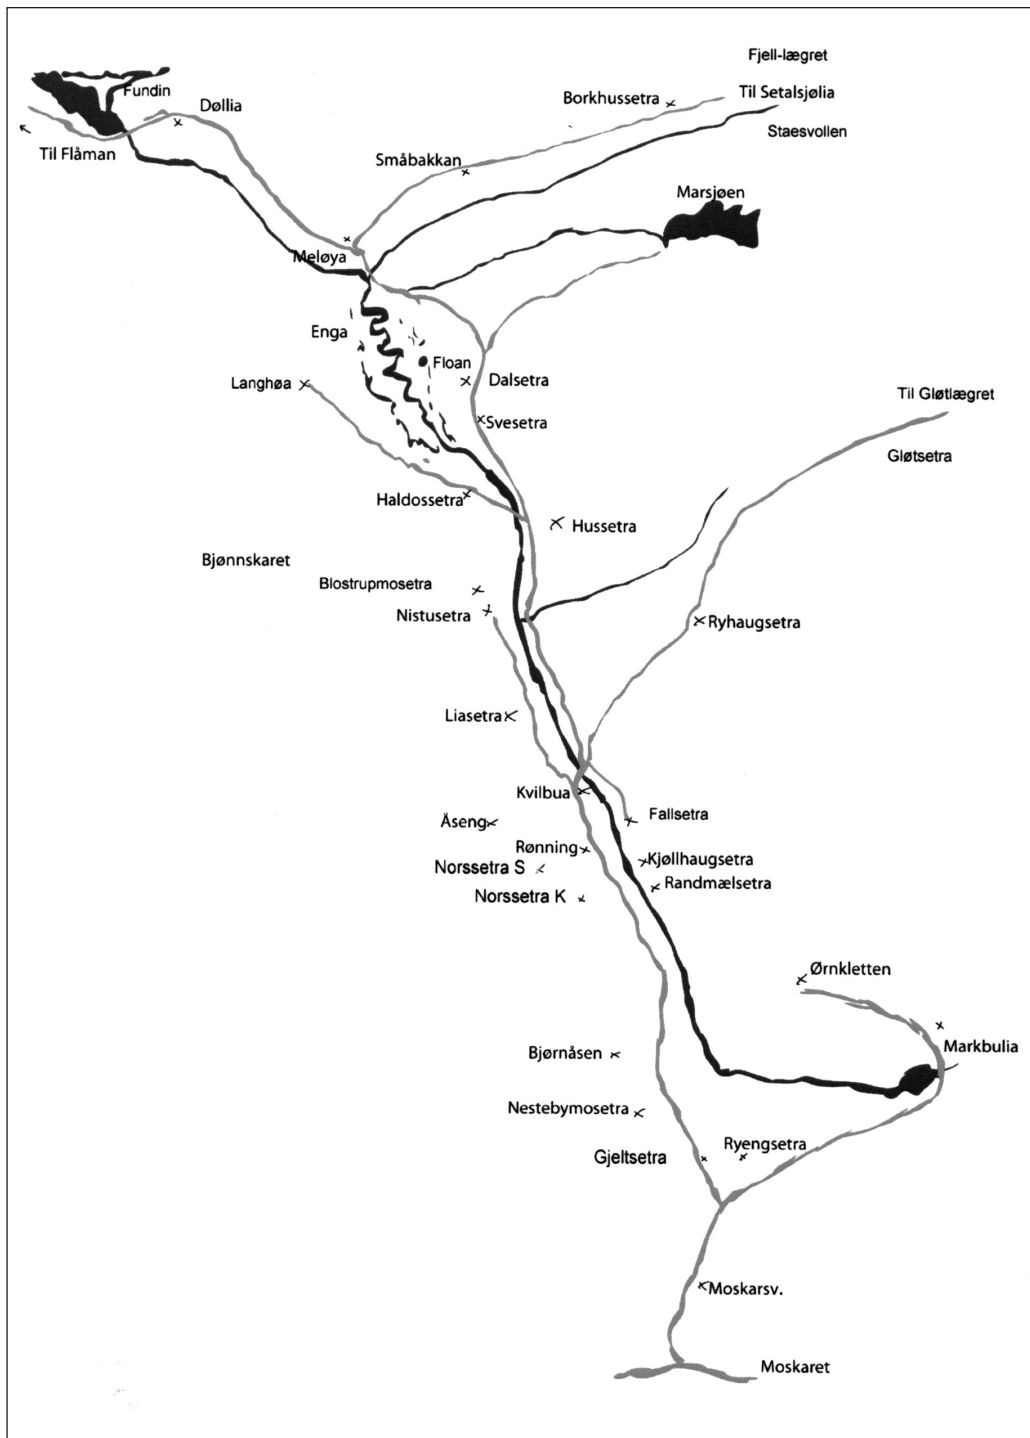 Fjell-lægret
Fundin
Til Setalsjølia
Borkhussetra
Døllia
Staesvollen
Til Flåman
Småbakkan
Marsjøen
Meløya
Enga
Floan
Langhøa
Dalsetra
Til Gløtlægret
Svesetra
Gløtsetra
Haldossetra
Hussetra
Bjønnskaret
Blostrupmosetra
Nistusetra
Ryhaugsetra
Liasetra
Kvilbua
Fallsetra
Åseng
Rønning
Kjøllhaugsetra
Norssetra S
Randmælsetra
Norssetra K
Ørnkletten
Markbulia
Bjørnåsen
Nestebymosetra
Ryengsetra
Gjeltsetra
Moskarsv.
Moskaret